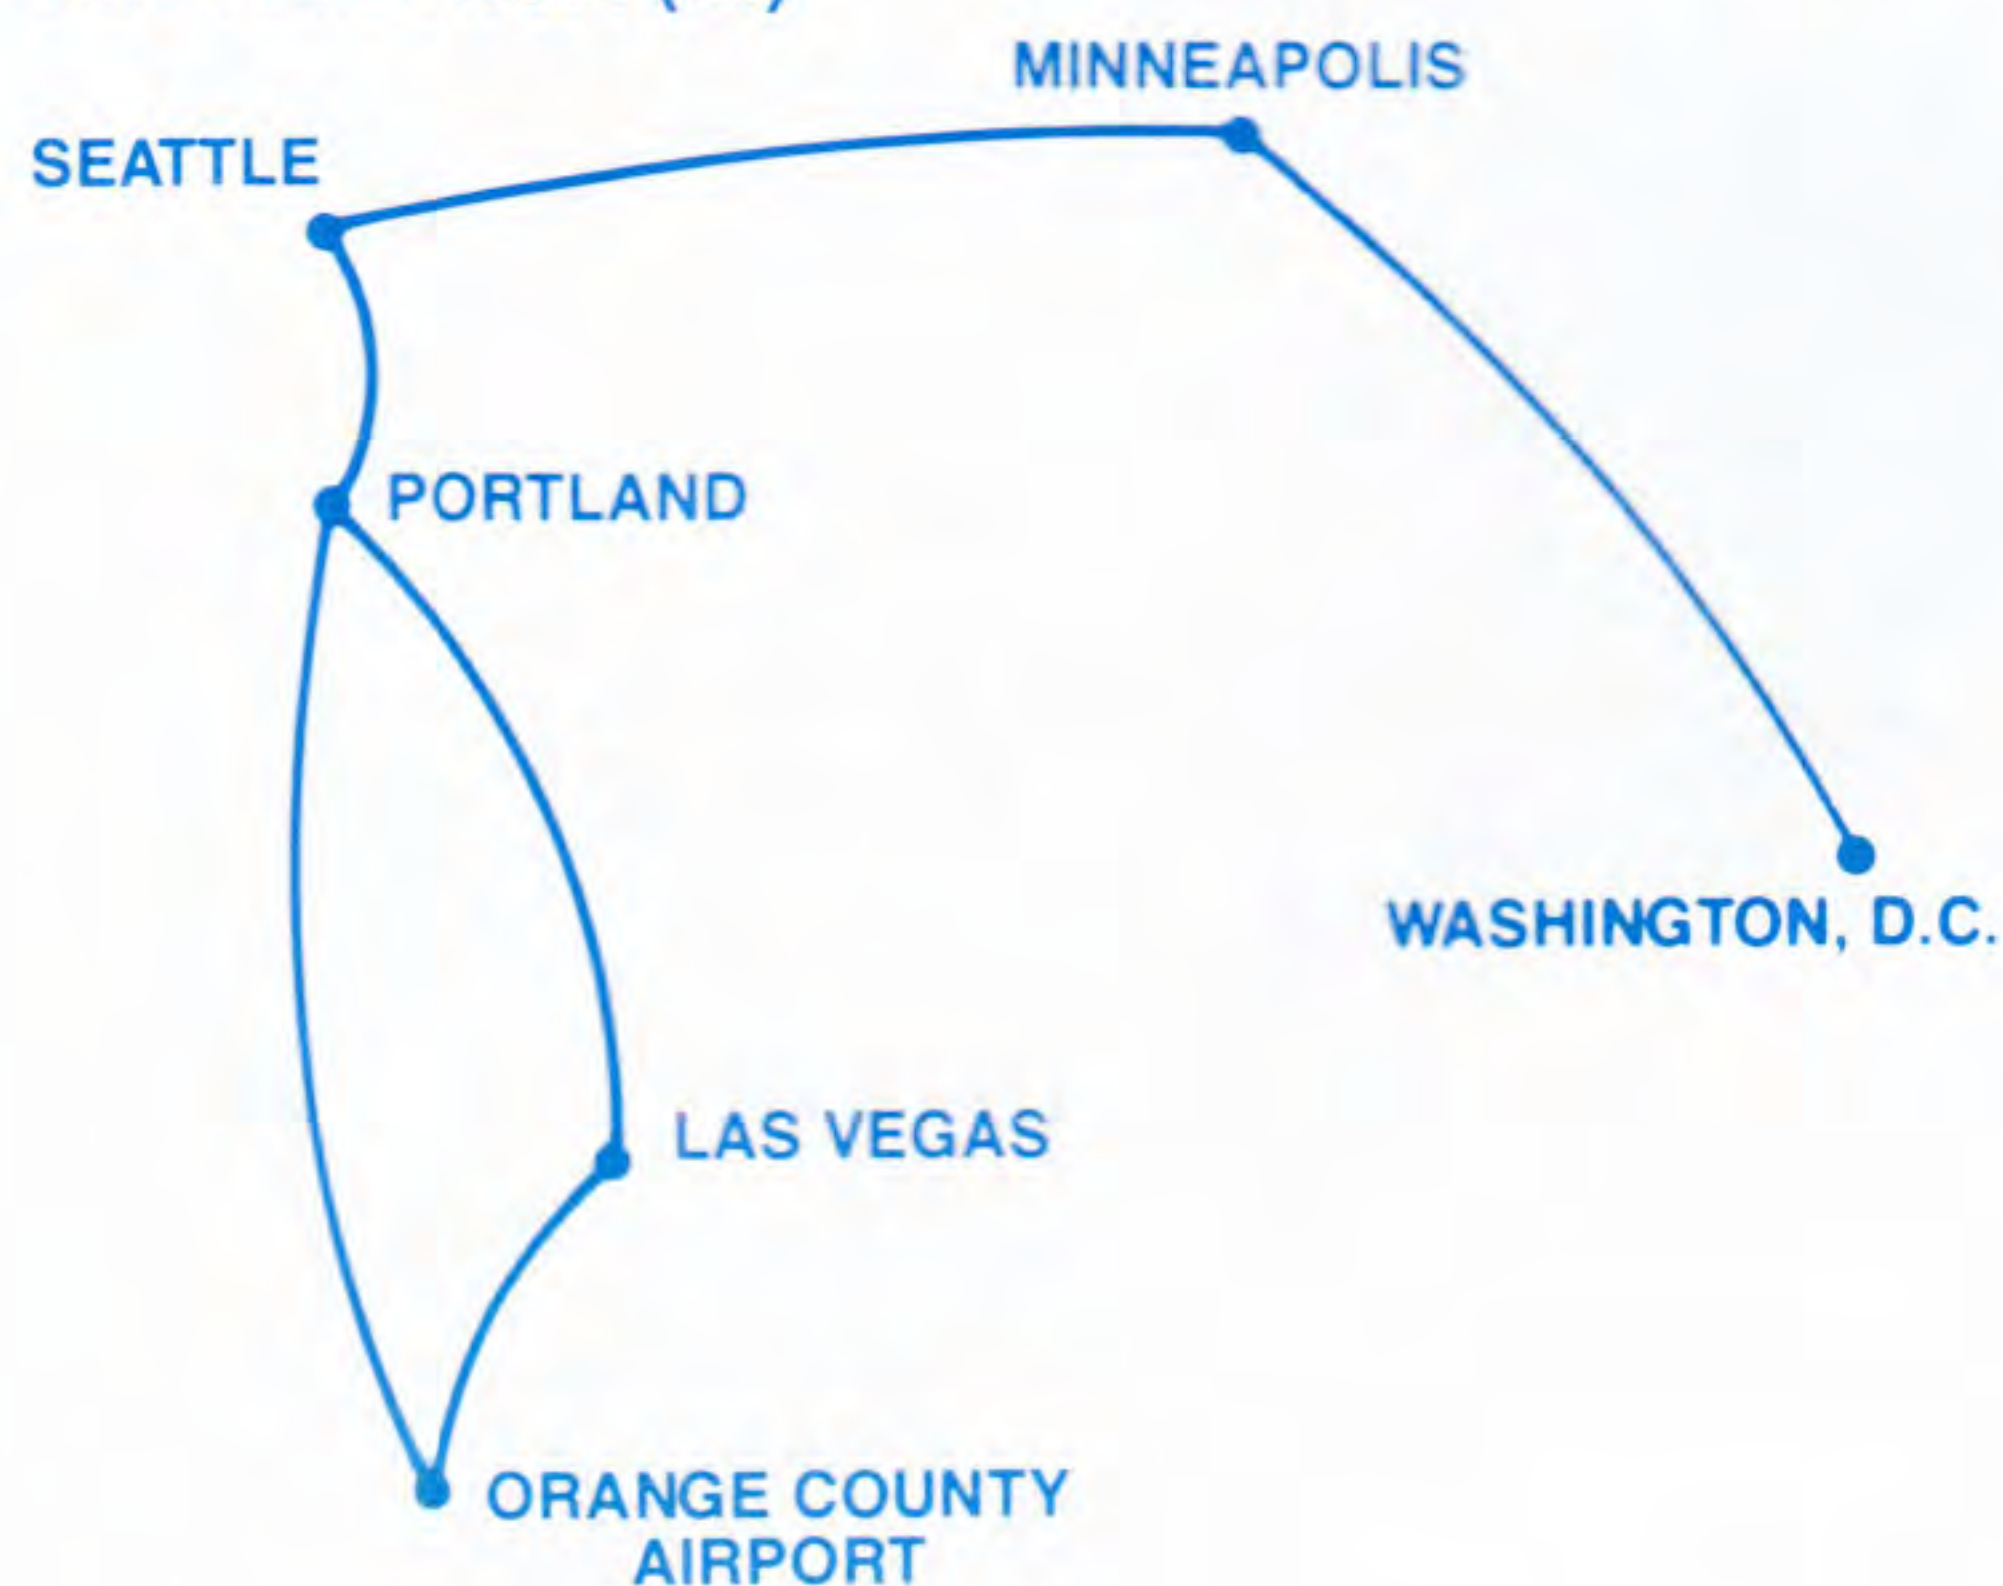 MINNEAPOLIS
SEATTLE
PORTLAND
WASHINGTON, D.C.
LAS VEGAS
ORANGE COUNTY
AIRPORT